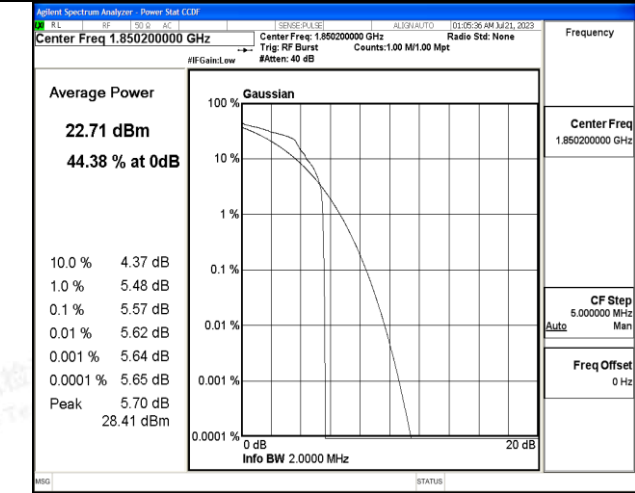 Agilent Spectrum Analyzer - Power Stat CCDF
RL RF 50 Ω AC SENSE:PULSE ALIGNAUTO 01:05:36 AM Jul 21, 2023
Center Freq 1.850200000 GHz
Center Freq: 1.850200000 GHz Radio Std: None
Trig: RF Burst Counts:1.00 M/1.00 Mpt
#IFGain:Low #Atten: 40 dB
Frequency
Center Freq
1.850200000 GHz
CF Step
5.000000 MHz
Auto Man
Freq Offset
0 Hz
Average Power
22.71 dBm
44.38 % at 0dB
10.0 % 4.37 dB
1.0 % 5.48 dB
0.1 % 5.57 dB
0.01 % 5.62 dB
0.001 % 5.64 dB
0.0001 % 5.65 dB
Peak 5.70 dB
28.41 dBm
Gaussian
100 %
10 %
1 %
0.1 %
0.01 %
0.001 %
0.0001 %
0 dB 20 dB
Info BW 2.0000 MHz
MSG STATUS